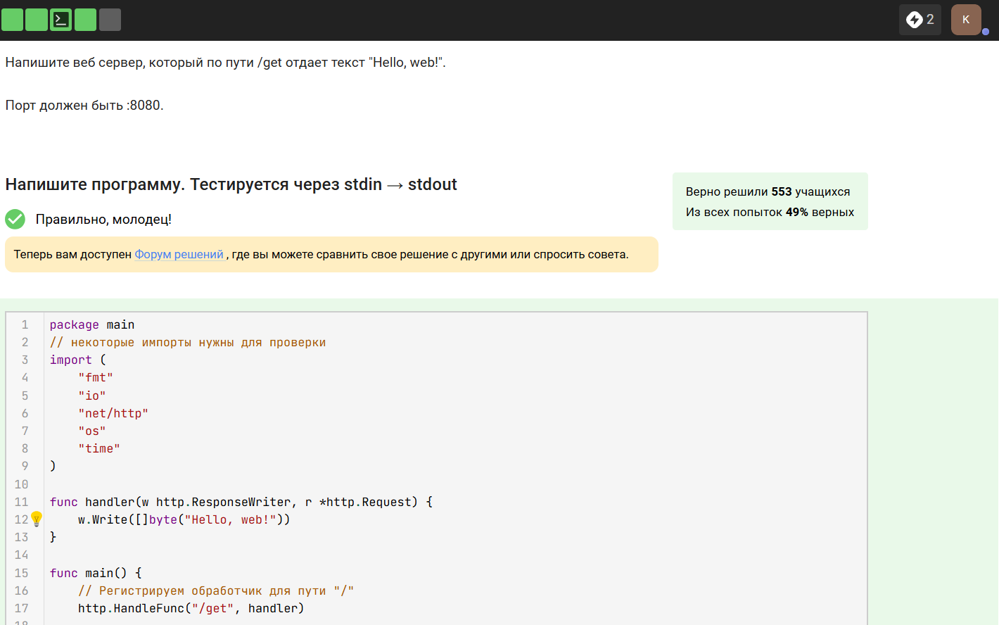 2
K
Напишите веб сервер, который по пути /get отдает текст "Hello, web!".
Порт должен быть :8080.
Напишите программу. Тестируется через stdin → stdout
Верно решили 553 учащихся
Из всех попыток 49% верных
Правильно, молодец!
Теперь вам доступен Форум решений , где вы можете сравнить свое решение с другими или спросить совета.
1 package main
2 // некоторые импорты нужны для проверки
3 import (
4     "fmt"
5     "io"
6     "net/http"
7     "os"
8     "time"
9 )
10
11 func handler(w http.ResponseWriter, r *http.Request) {
12     w.Write([]byte("Hello, web!"))
13 }
14
15 func main() {
16     // Регистрируем обработчик для пути "/"
17     http.HandleFunc("/get", handler)
18